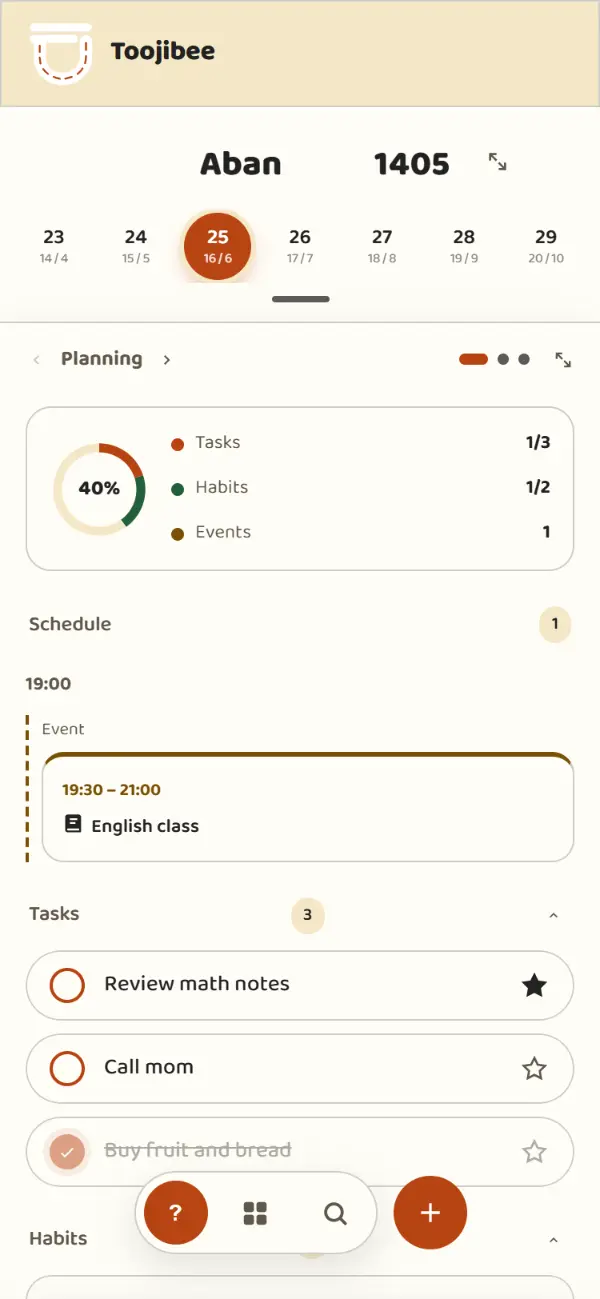 Toojibee
Aban 1405
23 24 25 26 27 28 29
14/4 15/5 16/6 17/7 18/8 19/9 20/10
Planning
40%
Tasks 1/3
Habits 1/2
Events 1
Schedule 1
19:00
Event
19:30 – 21:00
English class
Tasks 3
Review math notes
Call mom
Buy fruit and bread
?
Habits